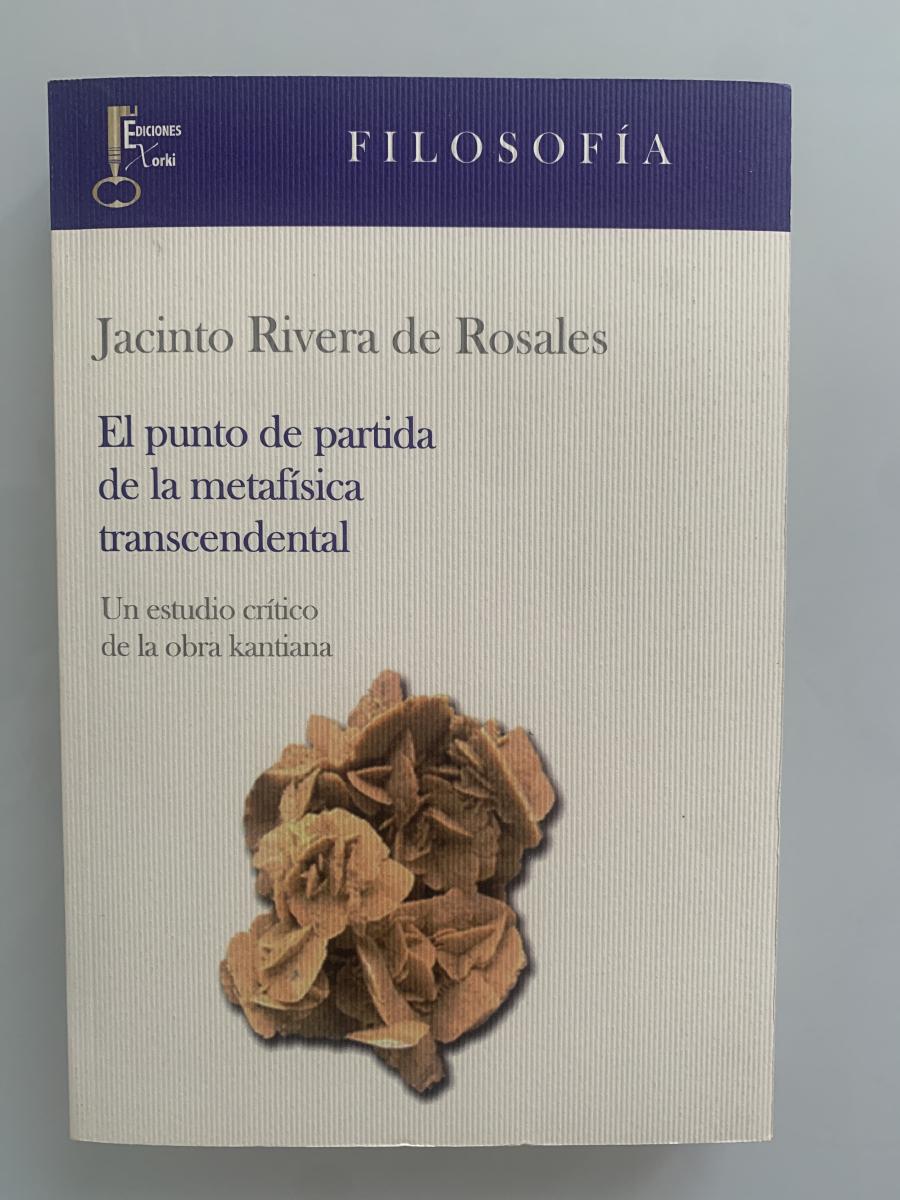 EDICIONES
Xorki
FILOSOFÍA
Jacinto Rivera de Rosales
El punto de partida
de la metafísica
transcendental
Un estudio crítico
de la obra kantiana